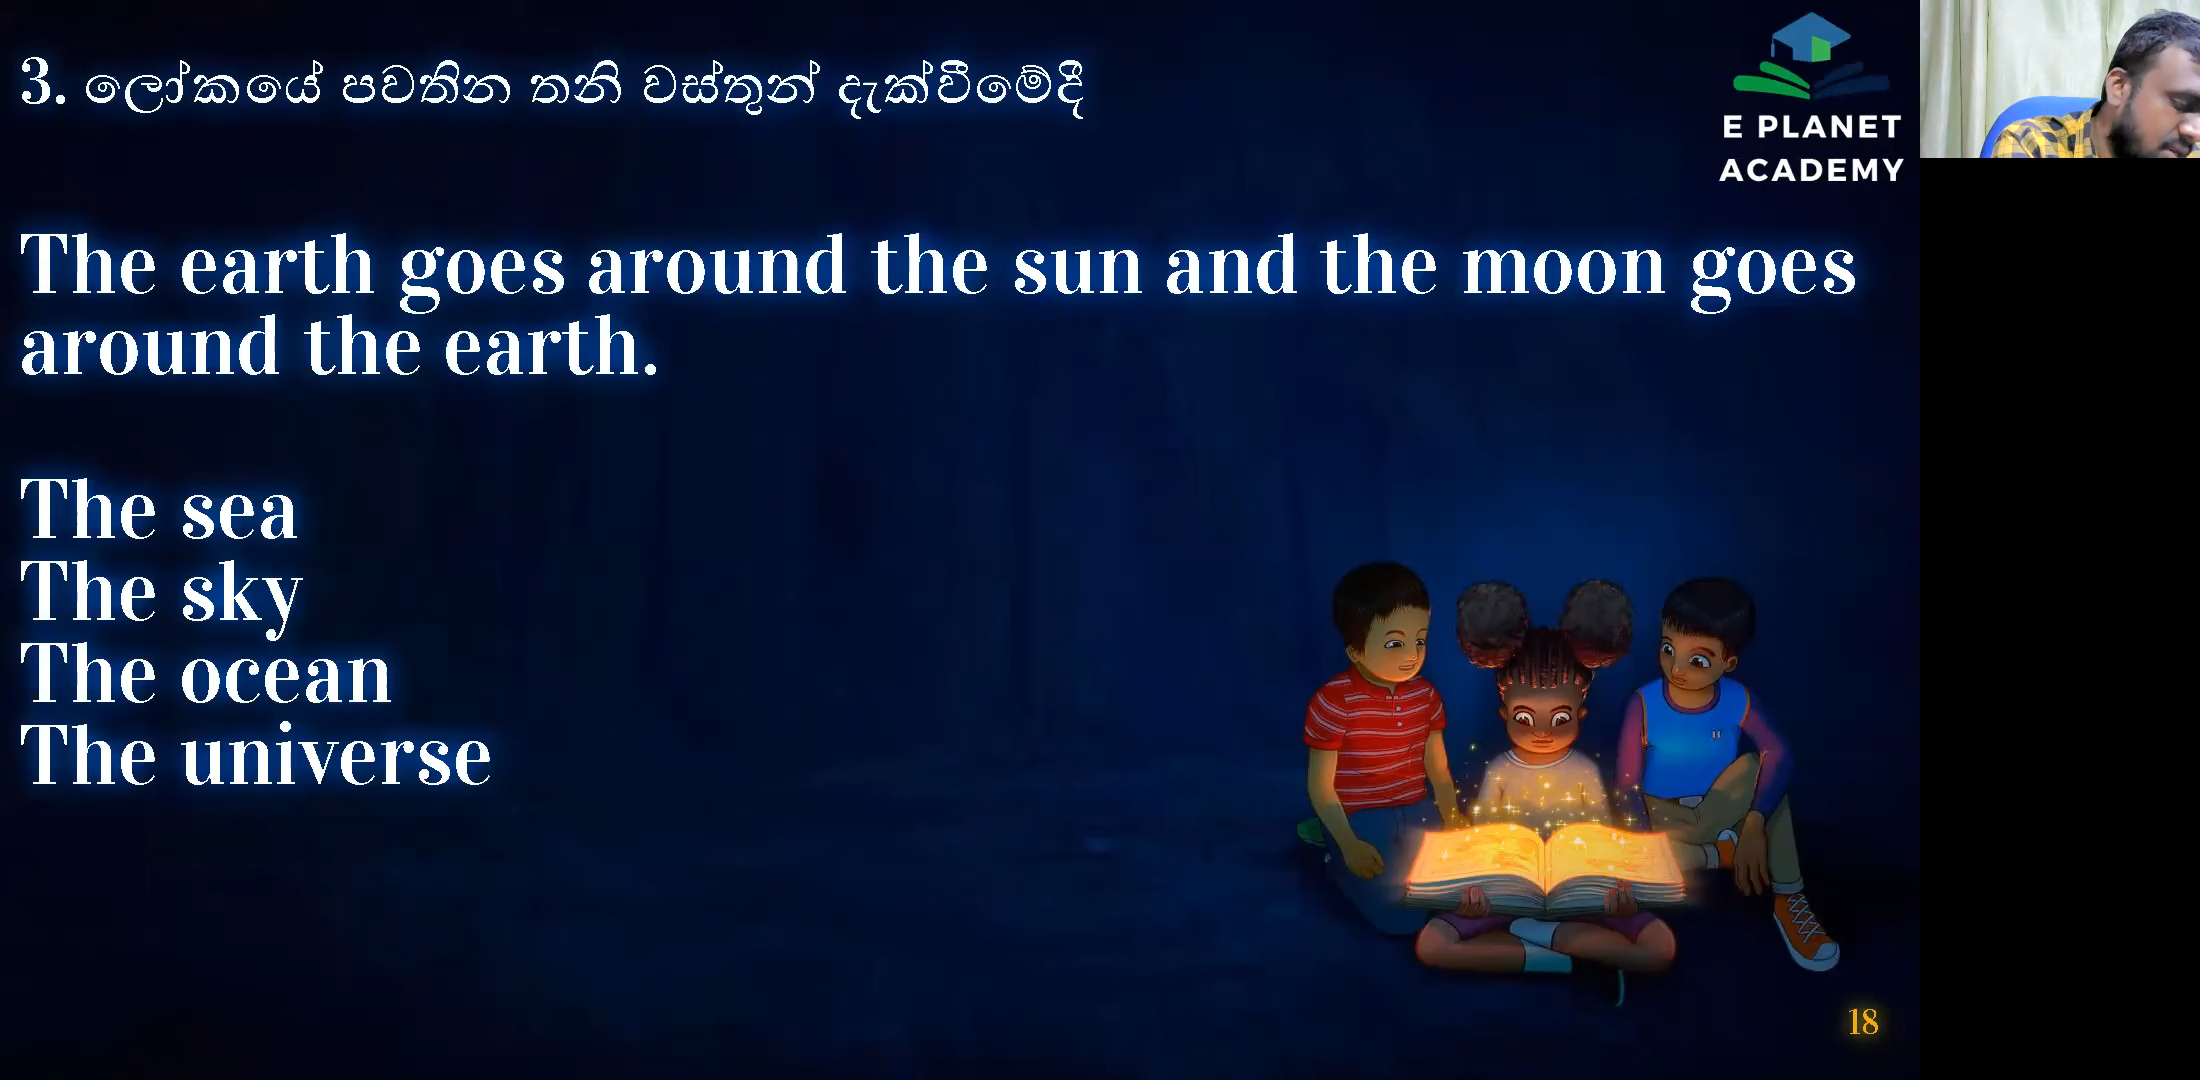 3. ලෝකයේ පවතින තනි වස්තුන් දැක්වීමේදී
E PLANET
ACADEMY
The earth goes around the sun and the moon goes
around the earth.
The sea
The sky
The ocean
The universe
18